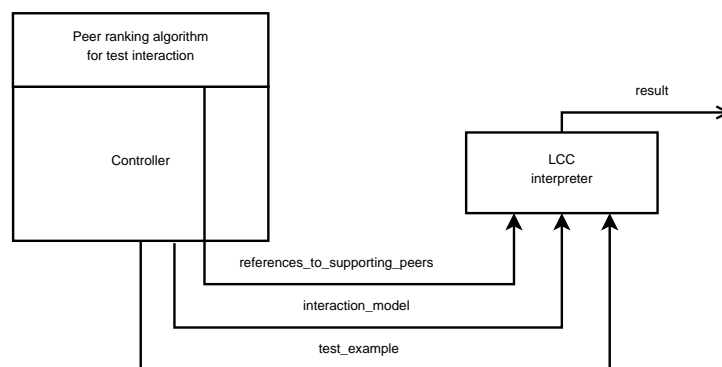 Peer ranking algorithm
for test interaction
Controller
result
LCC
interpreter
references_to_supporting_peers
interaction_model
test_example